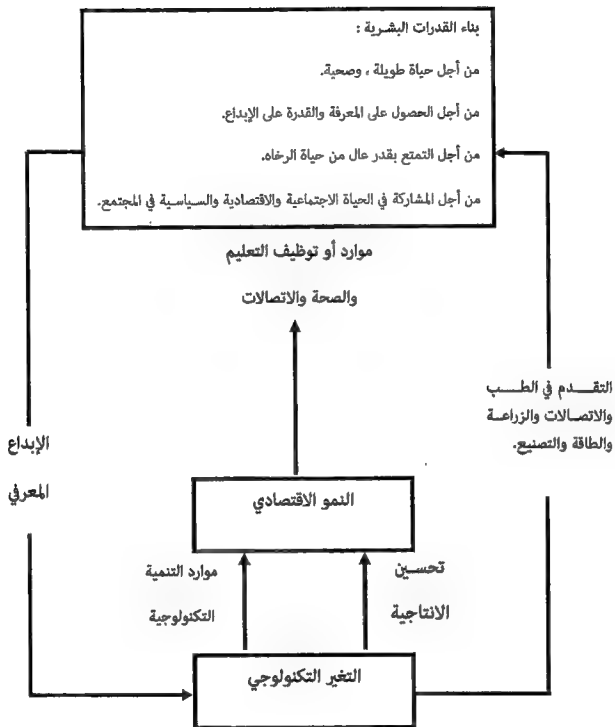 بناء القدرات البشرية :
من أجل حياة طويلة ، وصحية.
من أجل الحصول على المعرفة والقدرة على الإبداع.
من أجل التمتع بقدر عال من حياة الرخاه.
من أجل المشاركة في الحياة الاجتماعية والاقتصادية والسياسية في المجتمع.
موارد أو توظيف التعليم
والصحة والاتصالات
التقدم في الطب
والاتصالات والزراعة
والطاقة والتصنيع.
الإبداع
المعرفي
النمو الاقتصادي
تحسين
الانتاجية
موارد التنمية
التكنولوجية
التغير التكنولوجي